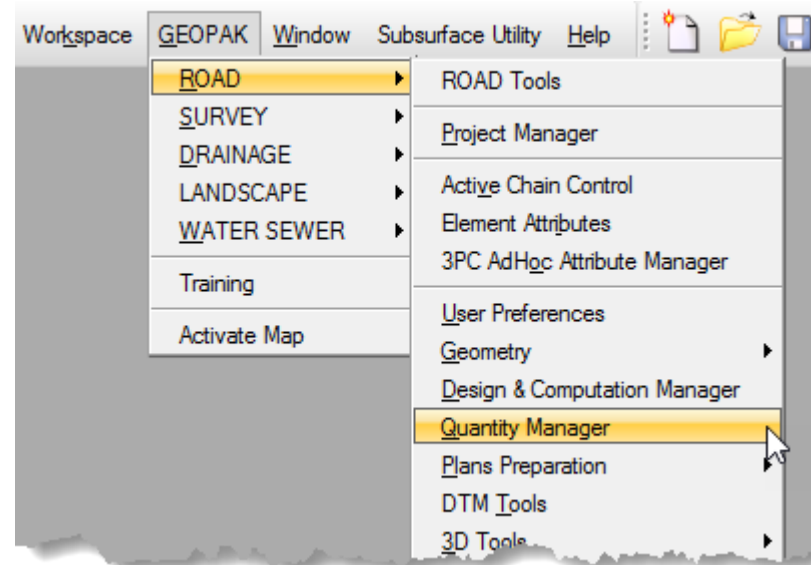 Workspace GEOPAK Window Subsurface Utility Help
ROAD
SURVEY
DRAINAGE
LANDSCAPE
WATER SEWER
Training
Activate Map
ROAD Tools
Project Manager
Active Chain Control
Element Attributes
3PC AdHoc Attribute Manager
User Preferences
Geometry
Design & Computation Manager
Quantity Manager
Plans Preparation
DTM Tools
3D Tools